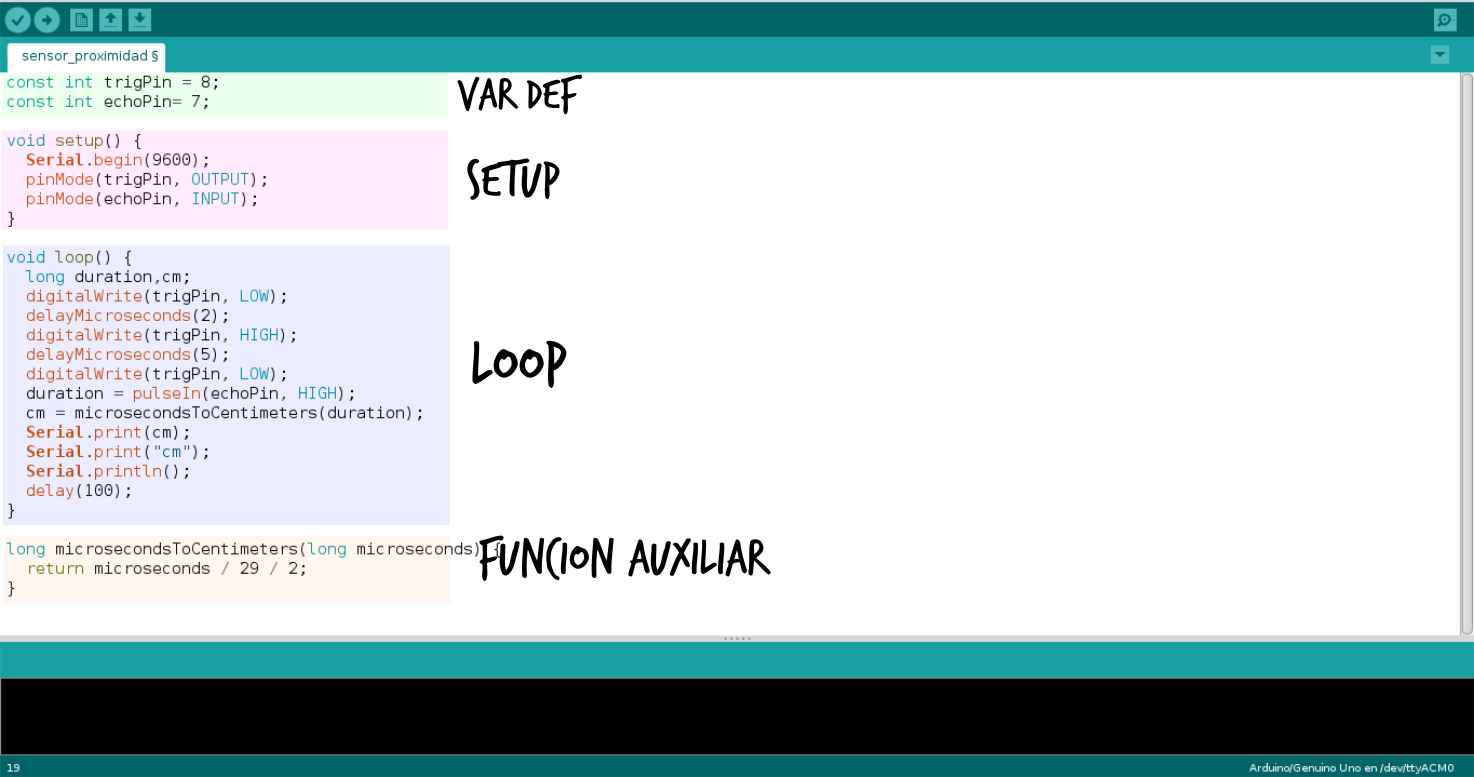 sensor_proximidad §
const int trigPin = 8;
const int echoPin= 7;
VAR DEF
void setup() {
  Serial.begin(9600);
  pinMode(trigPin, OUTPUT);
  pinMode(echoPin, INPUT);
}
SETUP
void loop() {
  long duration,cm;
  digitalWrite(trigPin, LOW);
  delayMicroseconds(2);
  digitalWrite(trigPin, HIGH);
  delayMicroseconds(5);
  digitalWrite(trigPin, LOW);
  duration = pulseIn(echoPin, HIGH);
  cm = microsecondsToCentimeters(duration);
  Serial.print(cm);
  Serial.print("cm");
  Serial.println();
  delay(100);
}
LOOP
long microsecondsToCentimeters(long microseconds) {
  return microseconds / 29 / 2;
}
FUNCION AUXILIAR
19
Arduino/Genuino Uno en /dev/ttyACM0